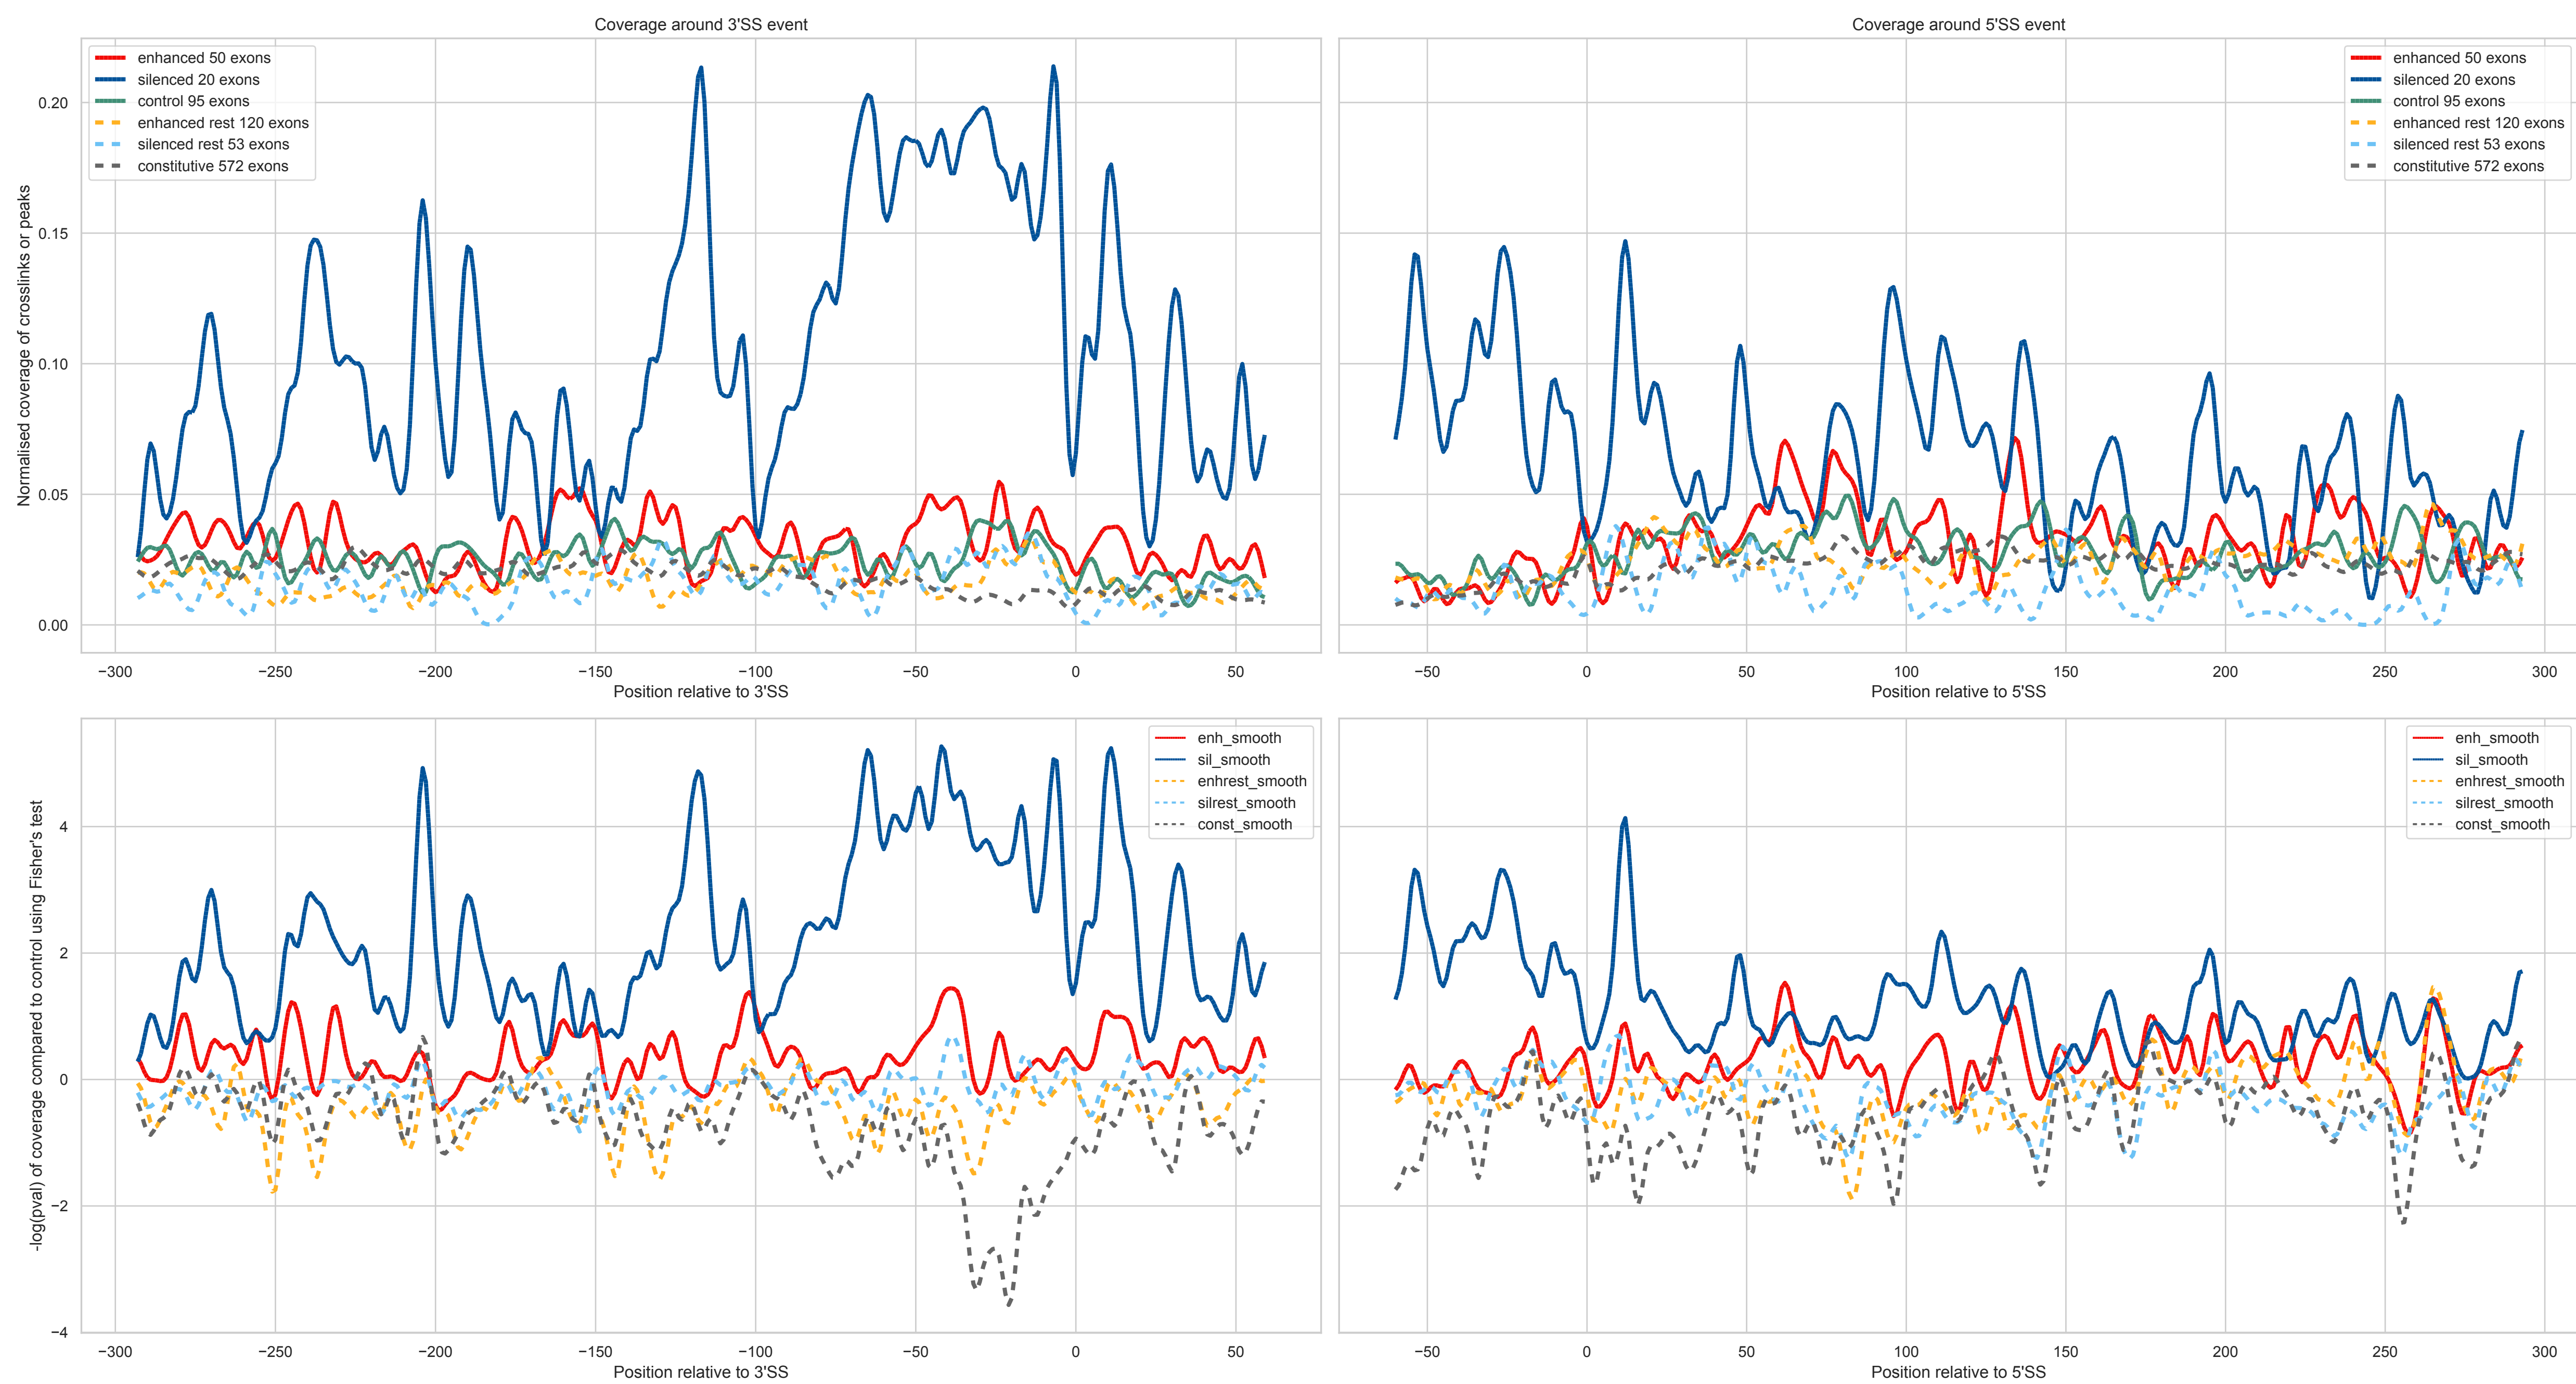 Coverage around 3'SS event
enhanced 50 exons
silenced 20 exons
control 95 exons
enhanced rest 120 exons
silenced rest 53 exons
constitutive 572 exons
Normalised coverage of crosslinks or peaks
0.20
0.15
0.10
0.05
0.00
−300 −250 −200 −150 −100 −50 0 50
Position relative to 3'SS
Coverage around 5'SS event
enhanced 50 exons
silenced 20 exons
control 95 exons
enhanced rest 120 exons
silenced rest 53 exons
constitutive 572 exons
−50 0 50 100 150 200 250 300
Position relative to 5'SS
enh_smooth
sil_smooth
enhrest_smooth
silrest_smooth
const_smooth
-log(pval) of coverage compared to control using Fisher's test
4
2
0
−2
−4
−300 −250 −200 −150 −100 −50 0 50
Position relative to 3'SS
enh_smooth
sil_smooth
enhrest_smooth
silrest_smooth
const_smooth
−50 0 50 100 150 200 250 300
Position relative to 5'SS